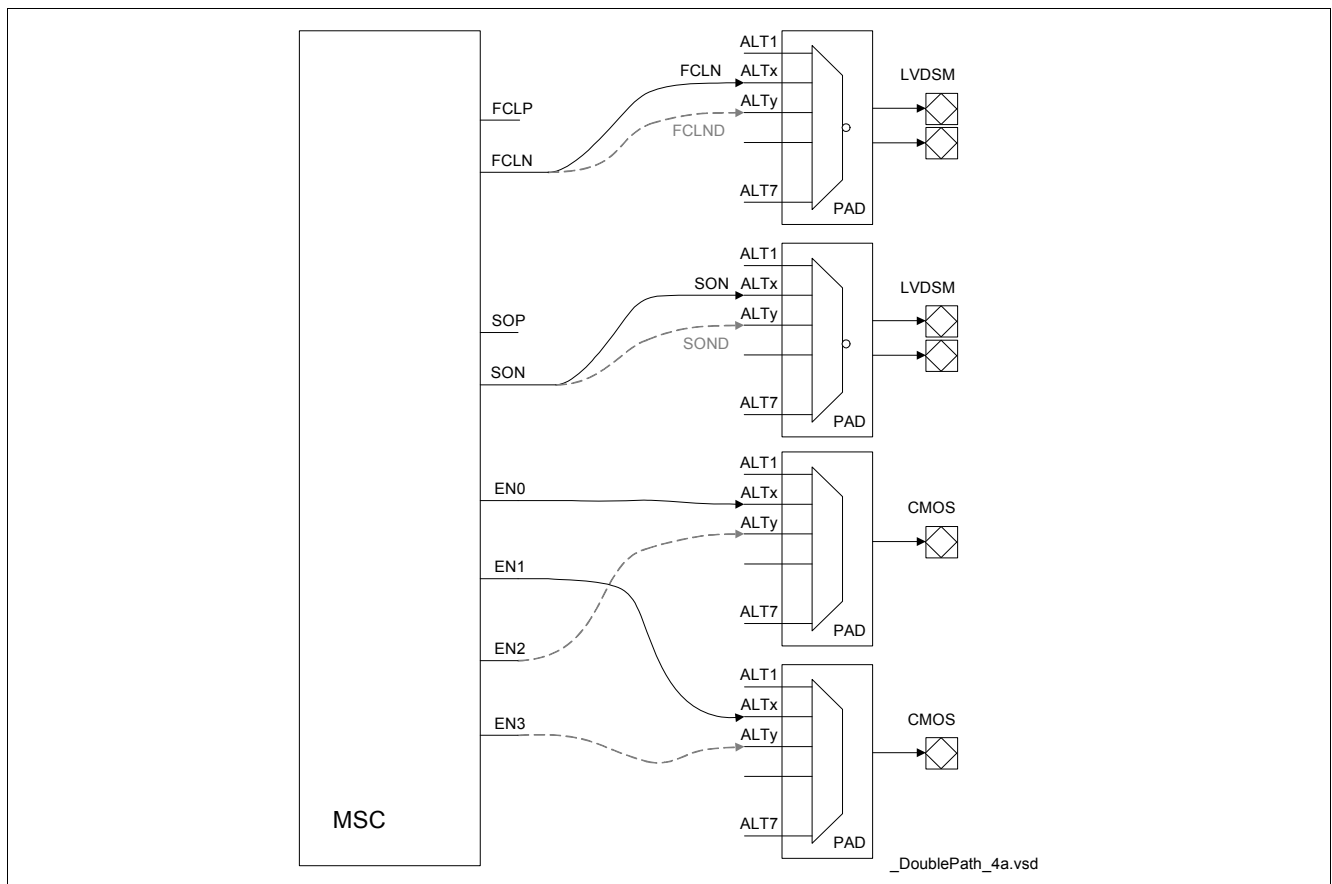 ALT1
FCLN ALTx
LVDSM
FCLP
ALTy
FCLND
FCLN
ALT7
PAD
ALT1
SON ALTx
LVDSM
SOP
ALTy
SOND
SON
ALT7
PAD
ALT1
EN0
ALTx
CMOS
ALTy
EN1
ALT7
PAD
EN2
ALT1
ALTx
EN3
CMOS
ALTy
MSC
ALT7
PAD
_DoublePath_4a.vsd